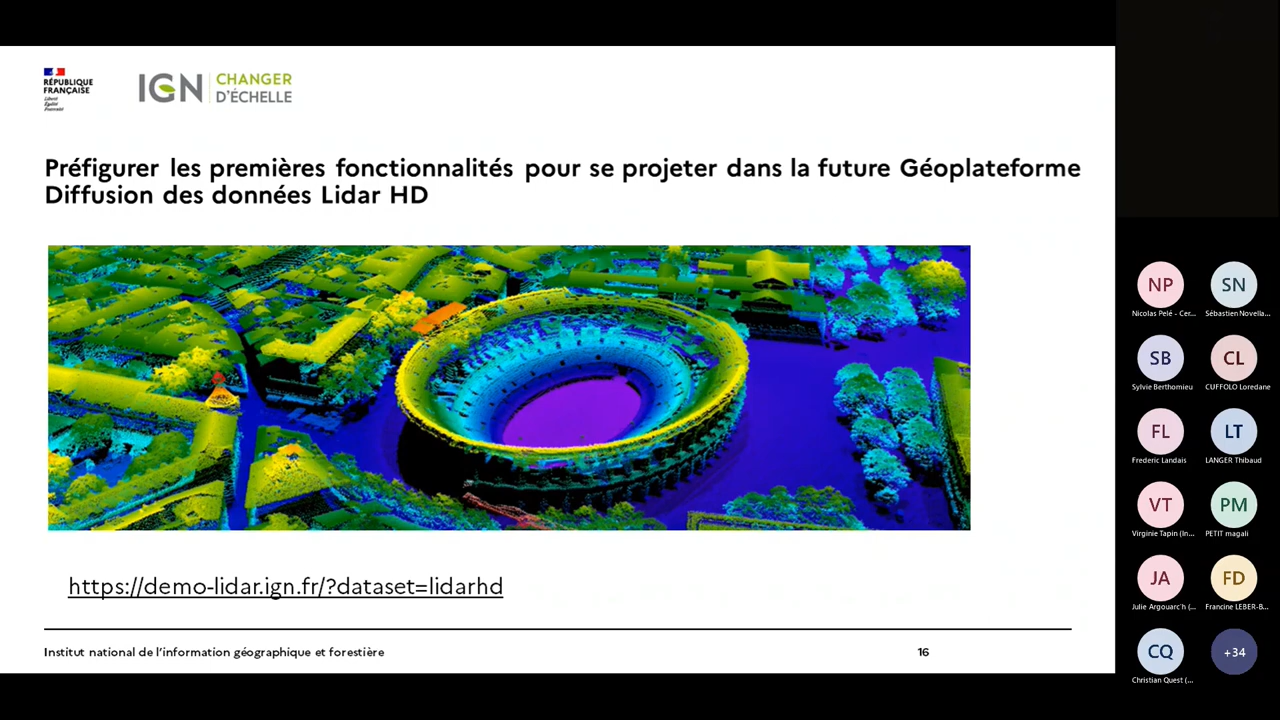 RÉPUBLIQUE
FRANÇAISE
Liberté
Égalité
Fraternité
IGN
CHANGER
D'ÉCHELLE
Préfigurer les premières fonctionnalités pour se projeter dans la future Géoplateforme
Diffusion des données Lidar HD
https://demo-lidar.ign.fr/?dataset=lidarhd
Institut national de l'information géographique et forestière
16
NP
SN
Nicolas Pelé - Cer...
Sébastien Novella...
SB
CL
Sylvie Berthomieu
CUFFOLO Loredane
FL
LT
Frederic Landais
LANGER Thibaud
VT
PM
Virginie Tapin (In...
PETIT magali
JA
FD
Julie Argouarc'h (...
Francine LEBER-B...
CQ
+34
Christian Quest (...